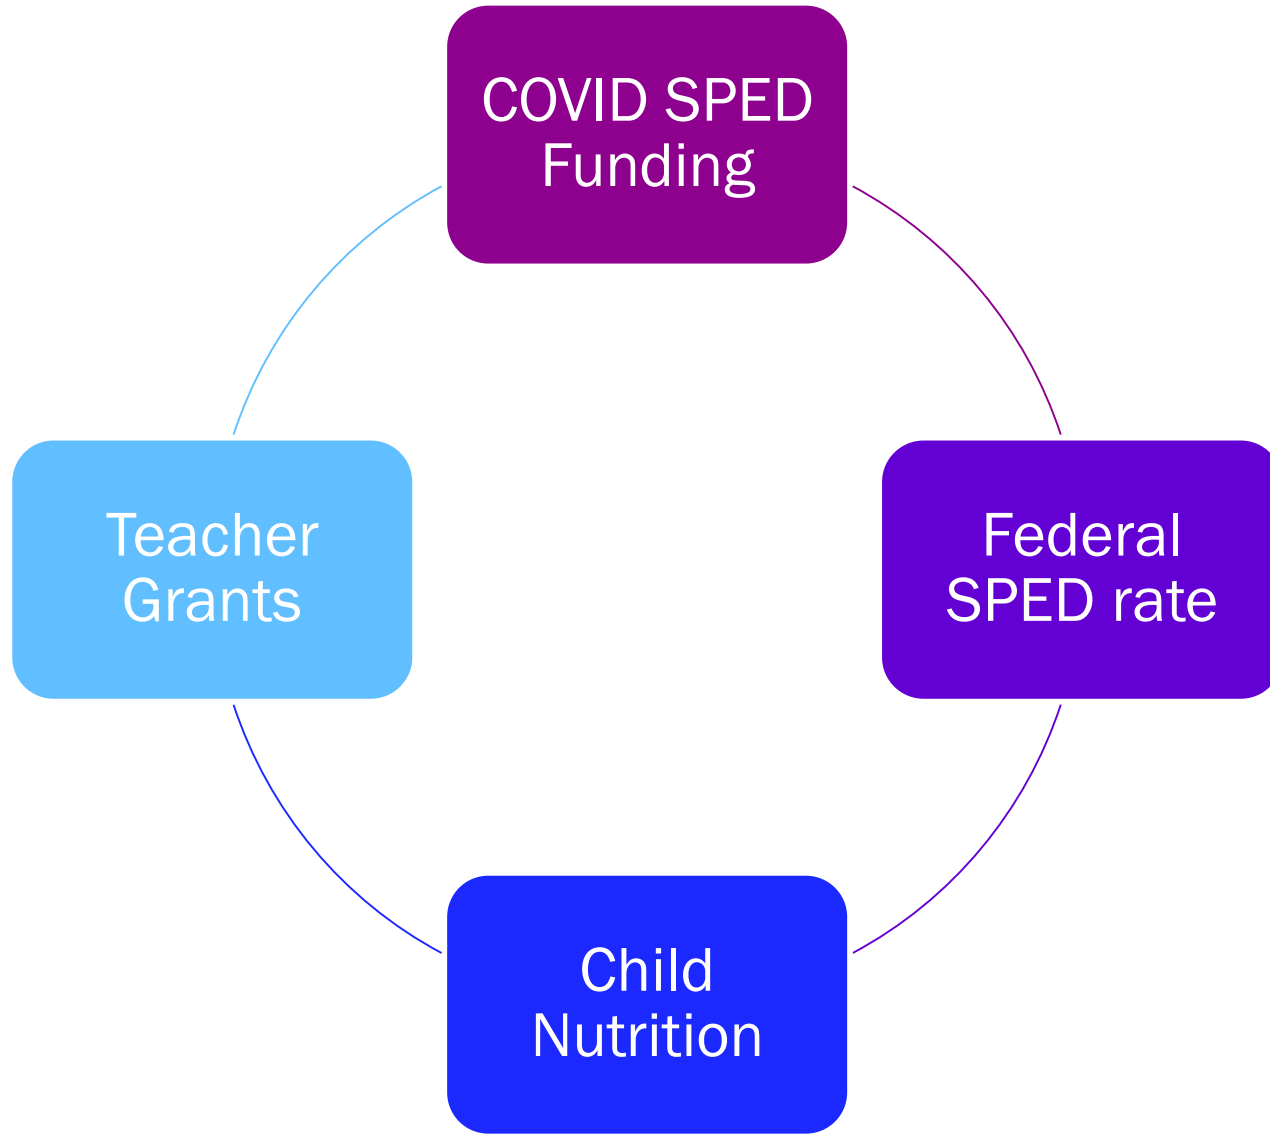 COVID SPED
Funding
Teacher
Grants
Federal
SPED rate
Child
Nutrition